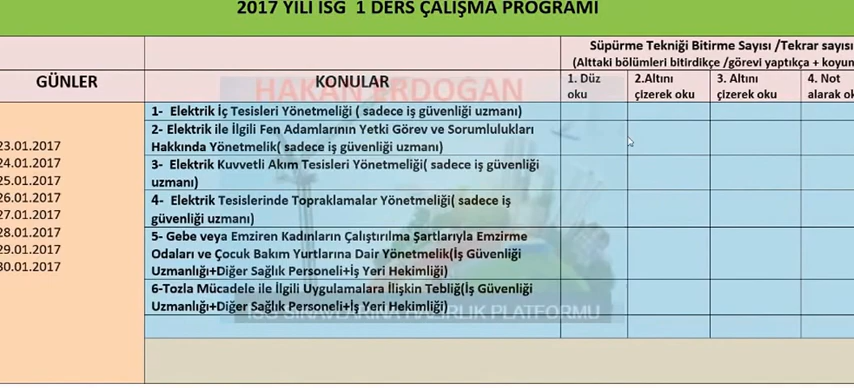 2017 YILI ISG 1 DERS ÇALIŞMA PROGRAMI
Süpürme Tekniği Bitirme Sayısı /Tekrar sayısı
(Alttaki bölümleri bitirdikçe /görevi yaptıkça + koyun
GÜNLER
KONULAR
1. Düz
oku
2.Altını
çizerek oku
3. Altını
çizerek oku
4. Not
alarak ok
HAKAN ERDOĞAN
23.01.2017
24.01.2017
25.01.2017
26.01.2017
27.01.2017
28.01.2017
29.01.2017
30.01.2017
1- Elektrik İç Tesisleri Yönetmeliği ( sadece iş güvenliği uzmanı)
2- Elektrik ile İlgili Fen Adamlarının Yetki Görev ve Sorumlulukları
Hakkında Yönetmelik( sadece iş güvenliği uzmanı)
3- Elektrik Kuvvetli Akım Tesisleri Yönetmeliği( sadece iş güvenliği
uzmanı)
4- Elektrik Tesislerinde Topraklamalar Yönetmeliği( sadece iş
güvenliği uzmanı)
5- Gebe veya Emziren Kadınların Çalıştırılma Şartlarıyla Emzirme
Odaları ve Çocuk Bakım Yurtlarına Dair Yönetmelik(İş Güvenliği
Uzmanlığı+Diğer Sağlık Personeli+İş Yeri Hekimliği)
6-Tozla Mücadele ile İlgili Uygulamalara İlişkin Tebliğ(İş Güvenliği
Uzmanlığı+Diğer Sağlık Personeli+İş Yeri Hekimliği)
ISG SINAVLARINA HAZIRLIK PLATFORMU